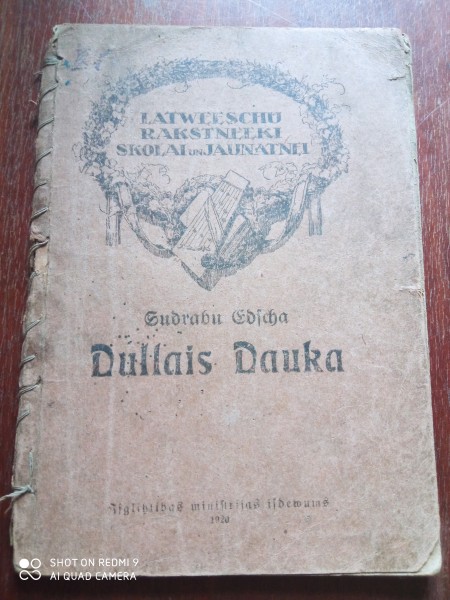 LATWEESCHU
RAKSTNEEKI
SKOLAI UN JAUNATNEI
Sudrabu Edscha
Dullais Dauka
Isglihtibas ministrijas isdewums
1920
SHOT ON REDMI 9
AI QUAD CAMERA